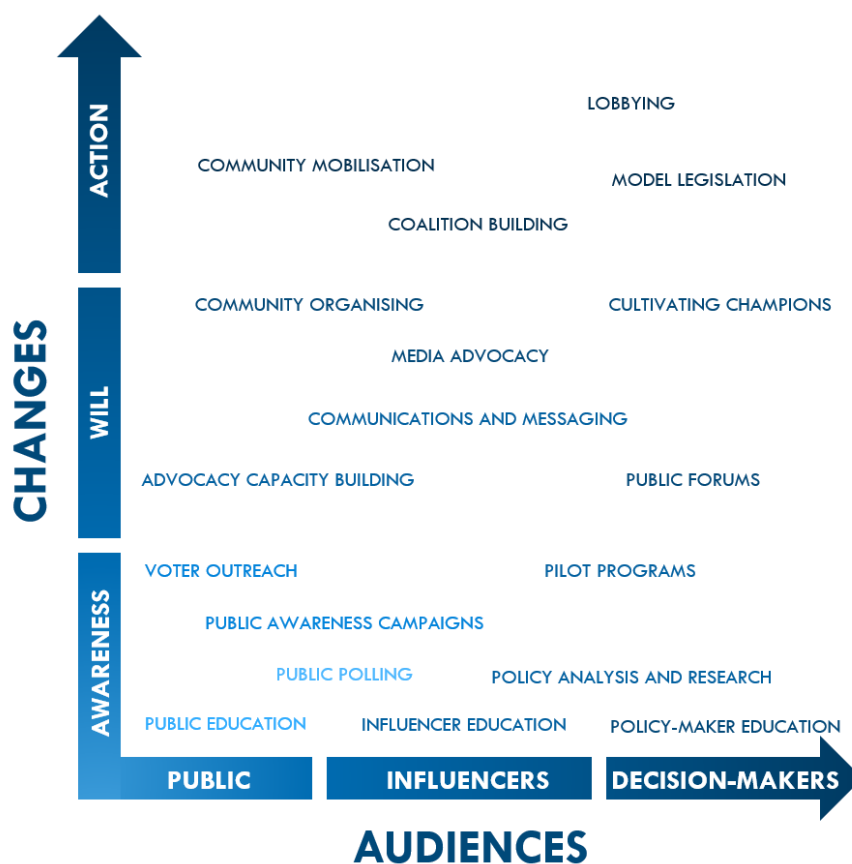 LOBBYING
COMMUNITY MOBILISATION
MODEL LEGISLATION
COALITION BUILDING
ACTION
COMMUNITY ORGANISING
CULTIVATING CHAMPIONS
MEDIA ADVOCACY
COMMUNICATIONS AND MESSAGING
ADVOCACY CAPACITY BUILDING
PUBLIC FORUMS
WILL
CHANGES
VOTER OUTREACH
PILOT PROGRAMS
PUBLIC AWARENESS CAMPAIGNS
PUBLIC POLLING
POLICY ANALYSIS AND RESEARCH
PUBLIC EDUCATION
INFLUENCER EDUCATION
POLICY-MAKER EDUCATION
AWARENESS
PUBLIC
INFLUENCERS
DECISION-MAKERS
AUDIENCES